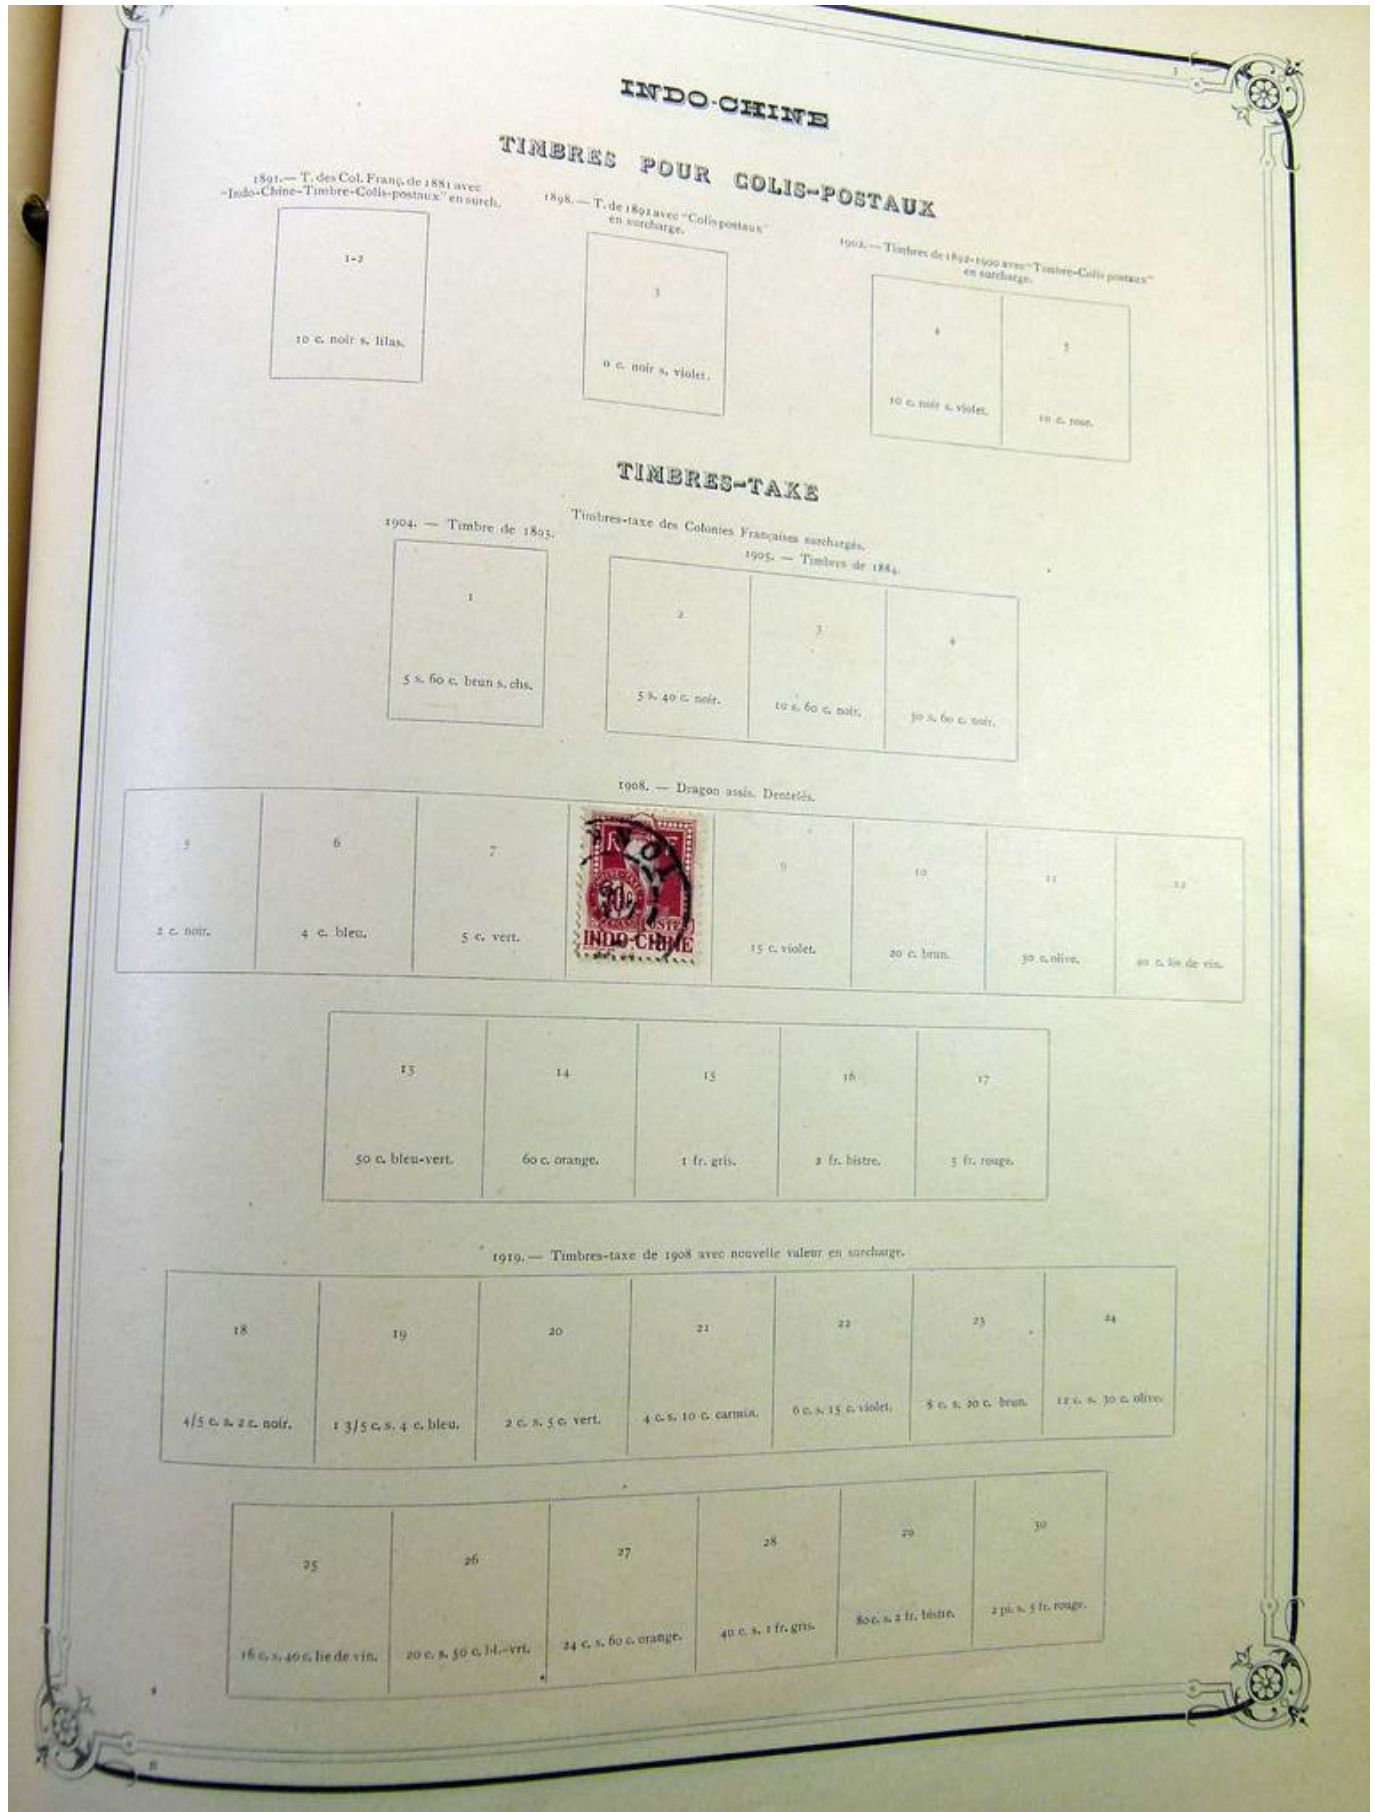 INDO-CHINE
TIMBRES POUR COLIS-POSTAUX
1891.— T. des Col. Franç. de 1881 avec
"Indo-Chine-Timbre-Colis-postaux" en surch.
1898. — T. de 1892 avec "Colis postaux"
en surcharge.
1902.— Timbres de 1892-1900 avec "Timbre-Colis postaux"
en surcharge.
1-2
3
4
5
10 c. noir s. lilas.
0 c. noir s. violet.
10 c. noir s. violet.
10 c. rose.
TIMBRES-TAXE
Timbres-taxe des Colonies Françaises surchargés.
1904. — Timbre de 1893.
1905. — Timbres de 1884.
1
2
3
4
5 s. 60 c. brun s. chs.
5 s. 40 c. noir.
10 s. 60 c. noir.
30 s. 60 c. noir.
1908. — Dragon assis. Dentelés.
5
6
7
R F
POSTES
INDO-CHINE
9
10
11
12
2 c. noir.
4 c. bleu.
5 c. vert.
15 c. violet.
20 c. brun.
30 c. olive.
40 c. lie de vin.
13
14
15
16
17
50 c. bleu-vert.
60 c. orange.
1 fr. gris.
2 fr. bistre.
5 fr. rouge.
1919.— Timbres-taxe de 1908 avec nouvelle valeur en surcharge.
18
19
20
21
22
23
24
4/5 c. s. 2 c. noir.
1 3/5 c. s. 4 c. bleu.
2 c. s. 5 c. vert.
4 c. s. 10 c. carmin.
6 c. s. 15 c. violet.
8 c. s. 20 c. brun.
12 c. s. 30 c. olive.
25
26
27
28
29
30
16 c. s. 40 c. lie de vin.
20 c. s. 50 c. bl.-vrt.
24 c. s. 60 c. orange.
40 c. s. 1 fr. gris.
80 c. s. 2 fr. bistre.
2 pi. s. 5 fr. rouge.